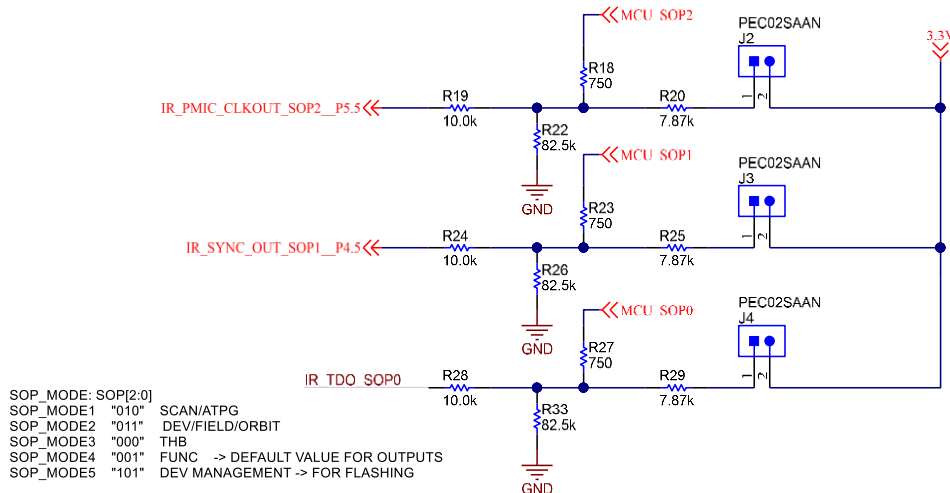 MCU_SOP2
PEC02SAAN
J2
3.3V
R18
750
IR_PMIC_CLKOUT_SOP2__P5.5
R19
10.0k
R20
7.87k
1
2
R22
82.5k
GND
MCU_SOP1
PEC02SAAN
J3
R23
750
IR_SYNC_OUT_SOP1__P4.5
R24
10.0k
R25
7.87k
1
2
R26
82.5k
GND
MCU_SOP0
PEC02SAAN
J4
R27
750
IR_TDO_SOP0
R28
10.0k
R29
7.87k
1
2
R33
82.5k
GND
SOP_MODE: SOP[2:0]
SOP_MODE1 "010" SCAN/ATPG
SOP_MODE2 "011" DEV/FIELD/ORBIT
SOP_MODE3 "000" THB
SOP_MODE4 "001" FUNC -> DEFAULT VALUE FOR OUTPUTS
SOP_MODE5 "101" DEV MANAGEMENT -> FOR FLASHING